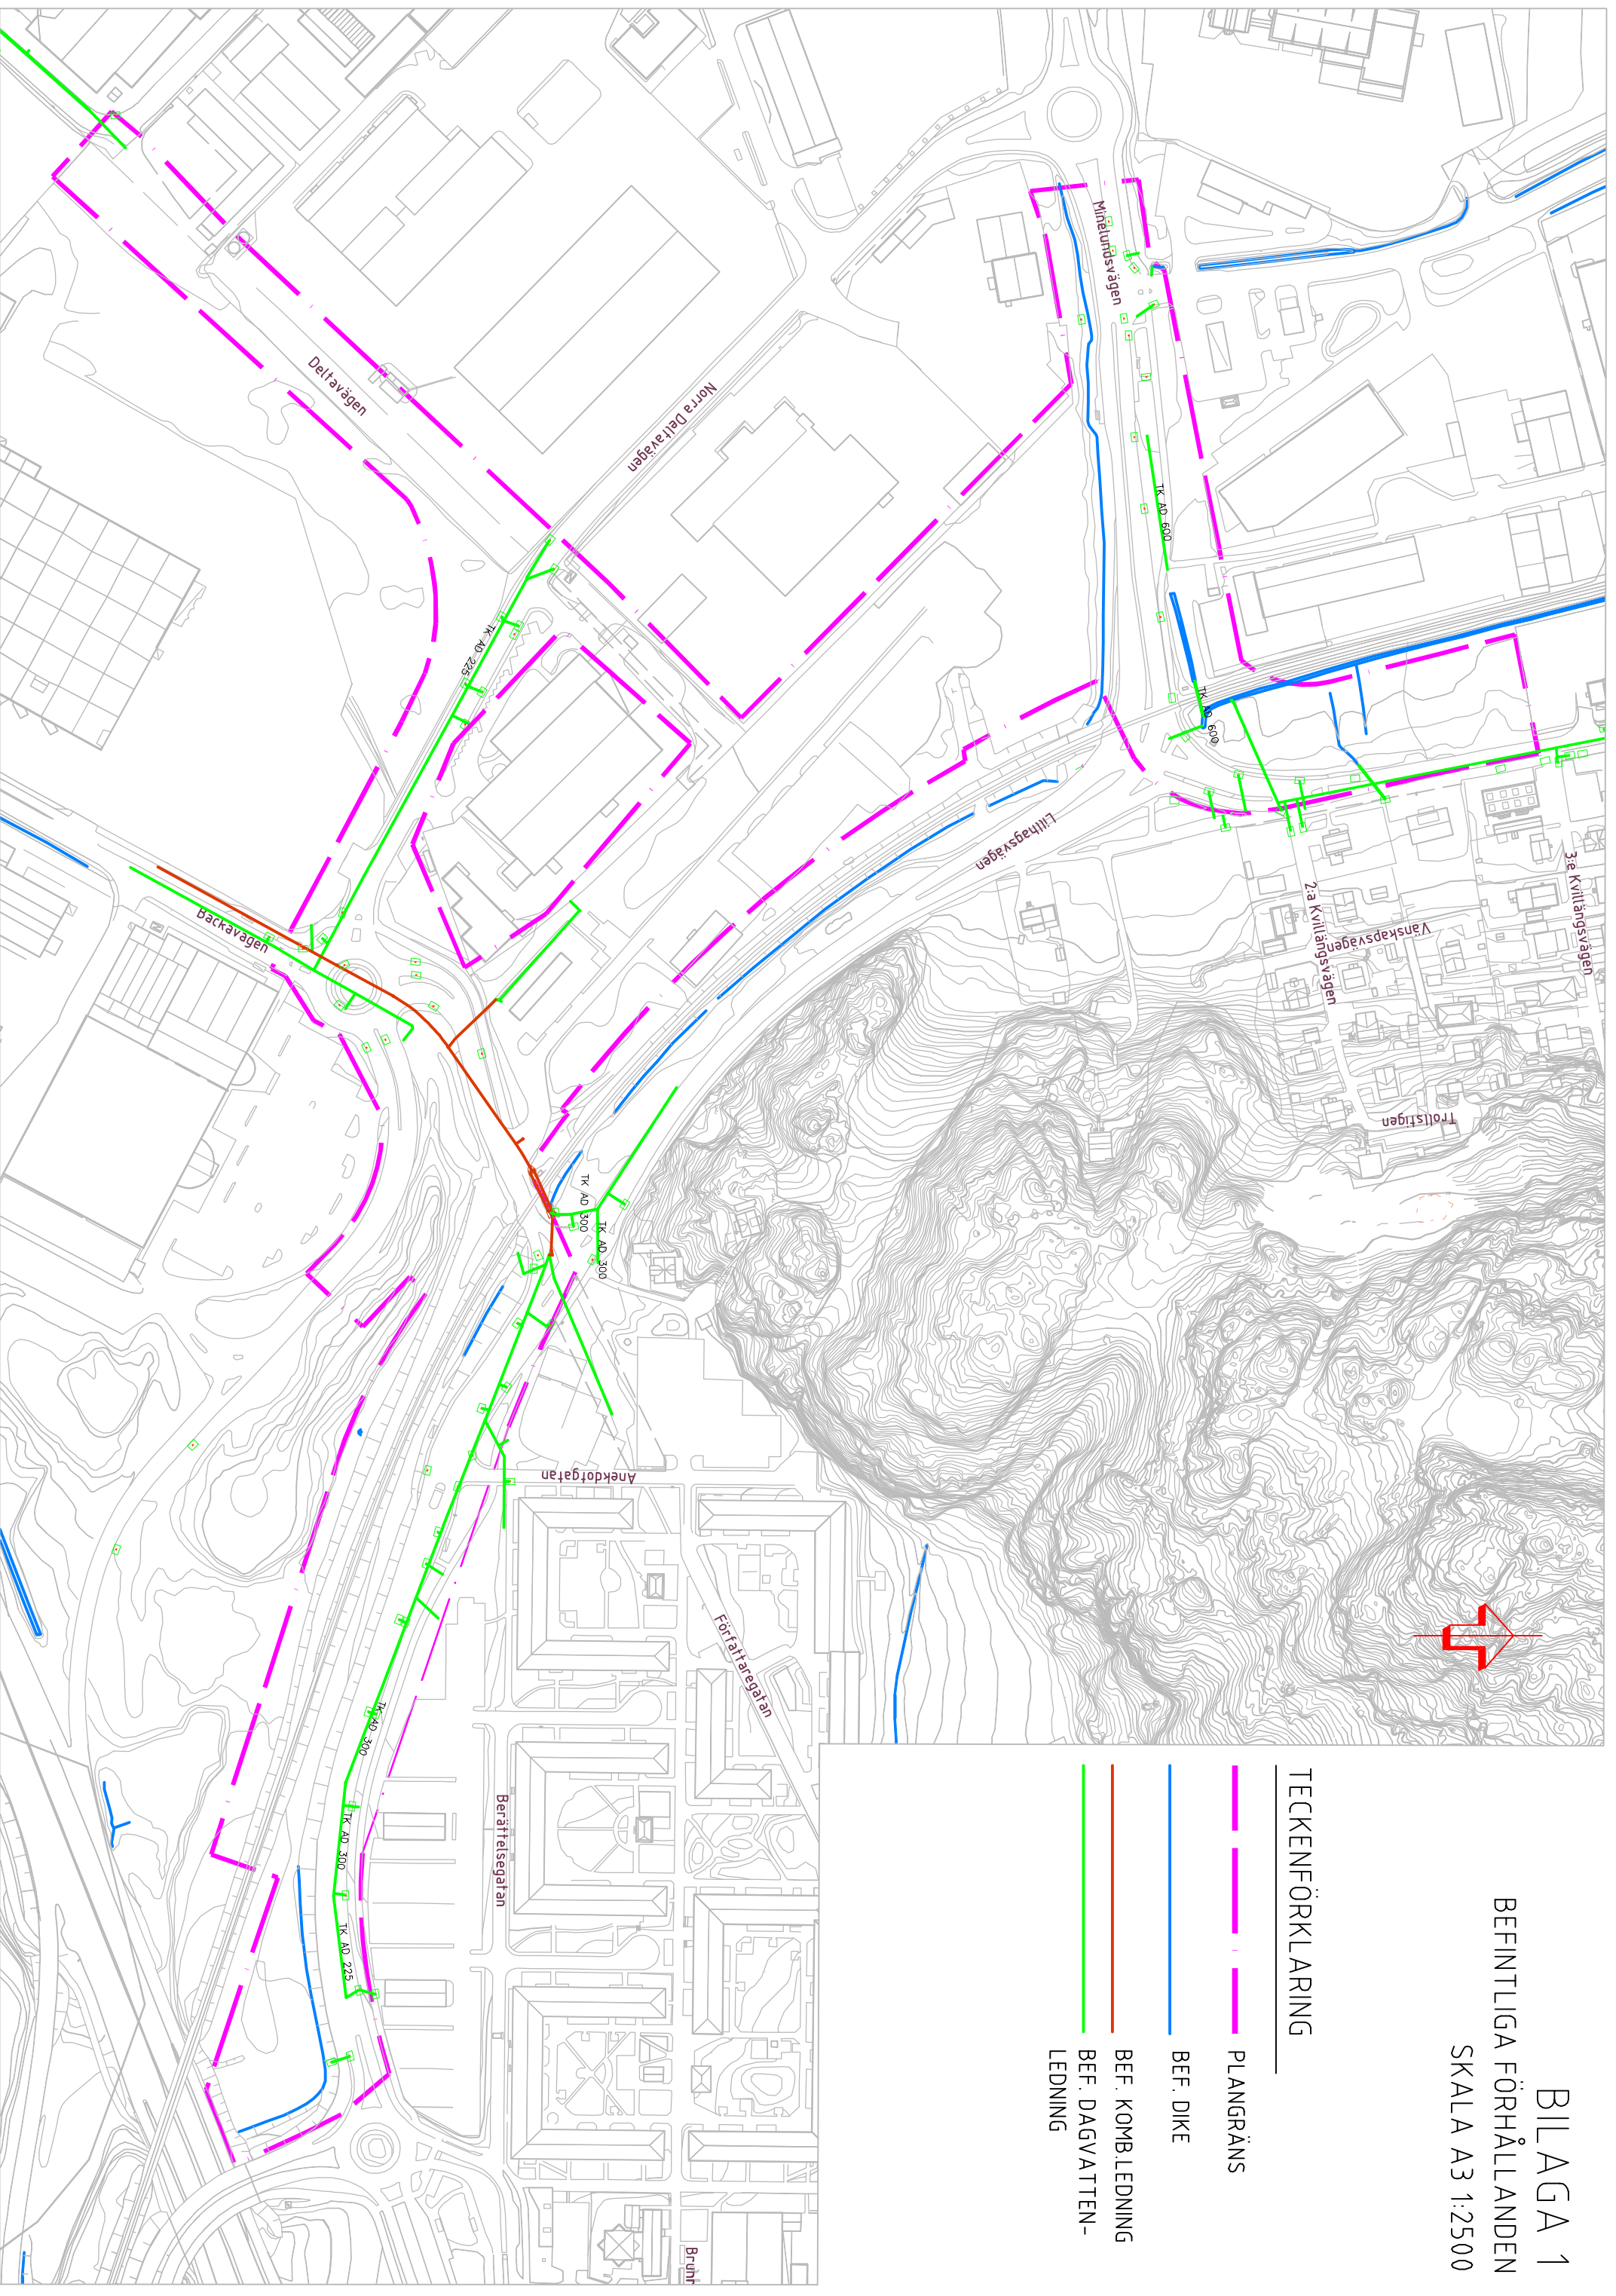 BILAGA 1
BEFINTLIGA FÖRHÅLLANDEN
SKALA A3 1:2500
TECKENFÖRKLARING
PLANGRÄNS
BEF. DIKE
BEF. KOMB.LEDNING
BEF. DAGVATTEN-
LEDNING
Minelundsvägen
TK AD 600
TK AD 600
Deltavägen
Norra Deltavägen
TK AD 225
Lillhagsvägen
3:e Kvillängsvägen
2:a Kvillängsvägen
Vänskapsvägen
Trollstigen
Backavägen
TK AD 300
TK AD 300
Anekdotgatan
Författaregatan
TK AD 300
Berättelsegatan
TK AD 300
TK AD 225
Brunn